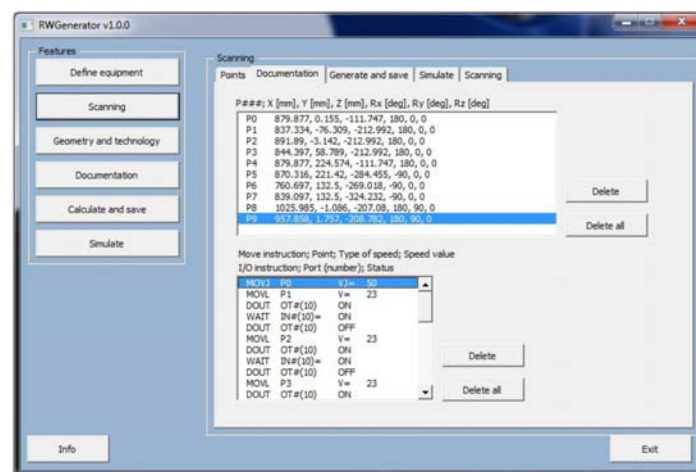 RWGenerator v1.0.0
Features
Define equipment
Scanning
Geometry and technology
Documentation
Calculate and save
Simulate
Info
Scanning
Points Documentation Generate and save Simulate Scanning
P###; X [mm], Y [mm], Z [mm], Rx [deg], Ry [deg], Rz [deg]
P0 879.877, 0.155, -111.747, 180, 0, 0
P1 837.334, -76.309, -212.992, 180, 0, 0
P2 891.89, -3.142, -212.992, 180, 0, 0
P3 844.397, 58.789, -212.992, 180, 0, 0
P4 879.877, 224.574, -111.747, 180, 0, 0
P5 870.316, 221.42, -284.455, -90, 0, 0
P6 760.697, 132.5, -269.018, -90, 0, 0
P7 839.097, 132.5, -324.232, -90, 0, 0
P8 1025.985, -1.086, -207.08, 180, 90, 0
P9 957.858, 1.757, -208.782, 180, 90, 0
Delete
Delete all
Move instruction; Point; Type of speed; Speed value
I/O instruction; Port (number); Status
MOVJ P0 VJ= 50
MOVL P1 V= 23
DOUT OT#(10) ON
WAIT IN#(10)= ON
DOUT OT#(10) OFF
MOVL P2 V= 23
DOUT OT#(10) ON
WAIT IN#(10)= ON
DOUT OT#(10) OFF
MOVL P3 V= 23
DOUT OT#(10) ON
Delete
Delete all
Exit